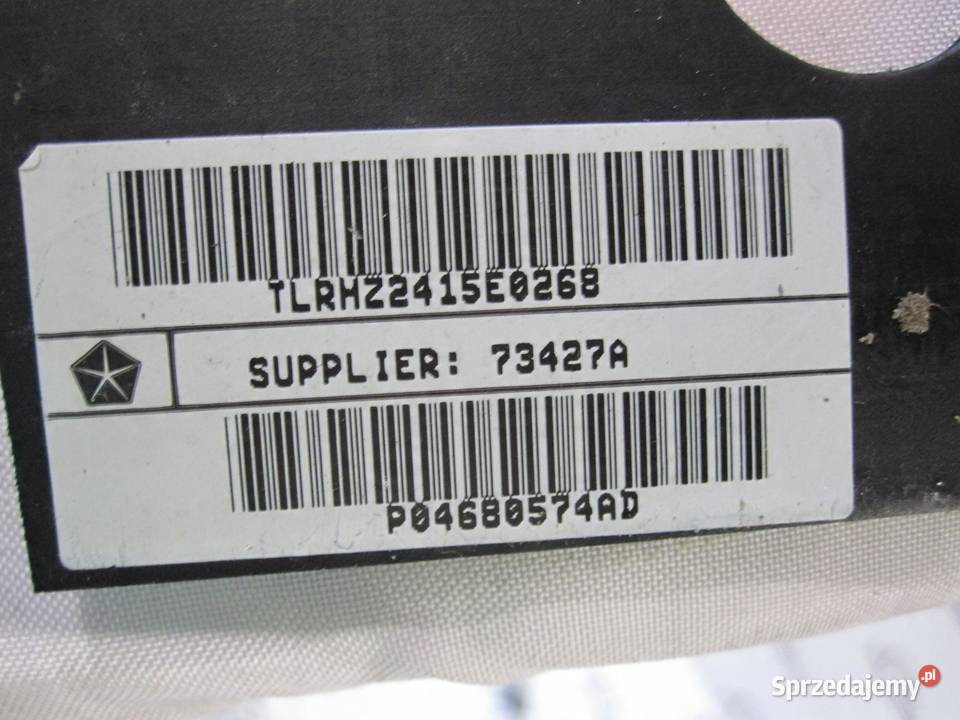 TLRHZ2415E0268
SUPPLIER: 73427A
P04680574AD
Sprzedajemy.pl